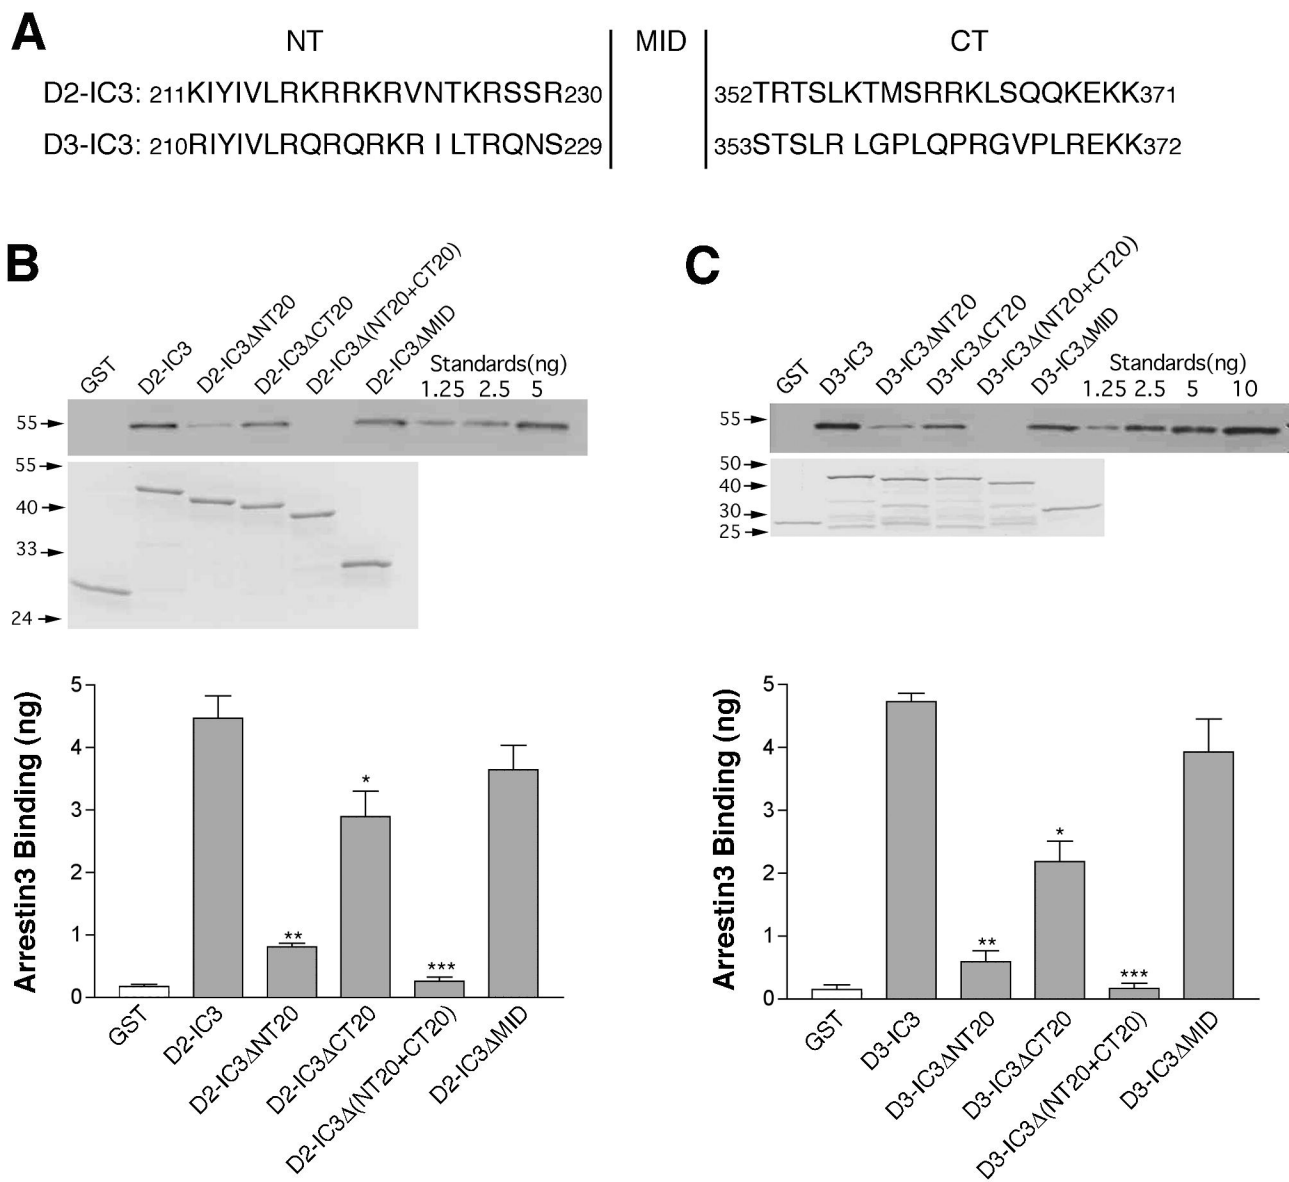 A
NT MID CT
D2-IC3: 211KIYIVLRKRRKRVNTKRSSR230 352TRTSLKTMSRRKLSQQKEKK371
D3-IC3: 210RIYIVLRQRQRKR I LTRQNS229 353STSLR LGPLQPRGVPLREKK372
B
GST D2-IC3 D2-IC3ΔNT20 D2-IC3ΔCT20 D2-IC3Δ(NT20+CT20) D2-IC3ΔMID
Standards(ng)
1.25 2.5 5
55
55
40
33
24
Arrestin3 Binding (ng)
5
4
3
2
1
0
** * ***
GST D2-IC3 D2-IC3ΔNT20 D2-IC3ΔCT20 D2-IC3Δ(NT20+CT20) D2-IC3ΔMID
C
GST D3-IC3 D3-IC3ΔNT20 D3-IC3ΔCT20 D3-IC3Δ(NT20+CT20) D3-IC3ΔMID
Standards(ng)
1.25 2.5 5 10
55
50
40
30
25
Arrestin3 Binding (ng)
5
4
3
2
1
0
** * ***
GST D3-IC3 D3-IC3ΔNT20 D3-IC3ΔCT20 D3-IC3Δ(NT20+CT20) D3-IC3ΔMID